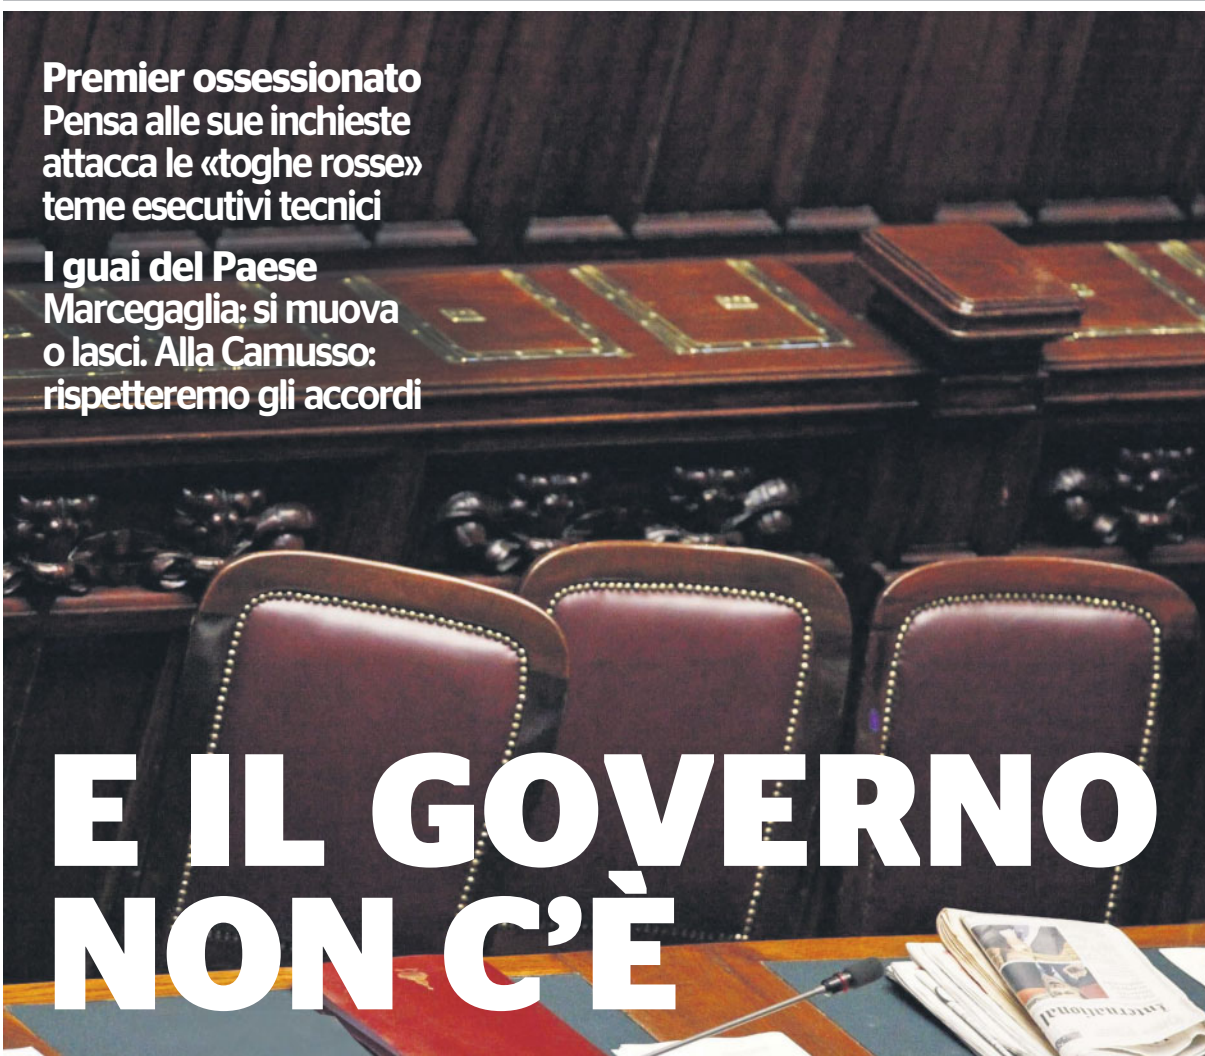 Premier ossessionato
Pensa alle sue inchieste
attacca le «toghe rosse»
teme esecutivi tecnici
I guai del Paese
Marcegaglia: si muova
o lasci. Alla Camusso:
rispetteremo gli accordi
E IL GOVERNO
NON C'È
International